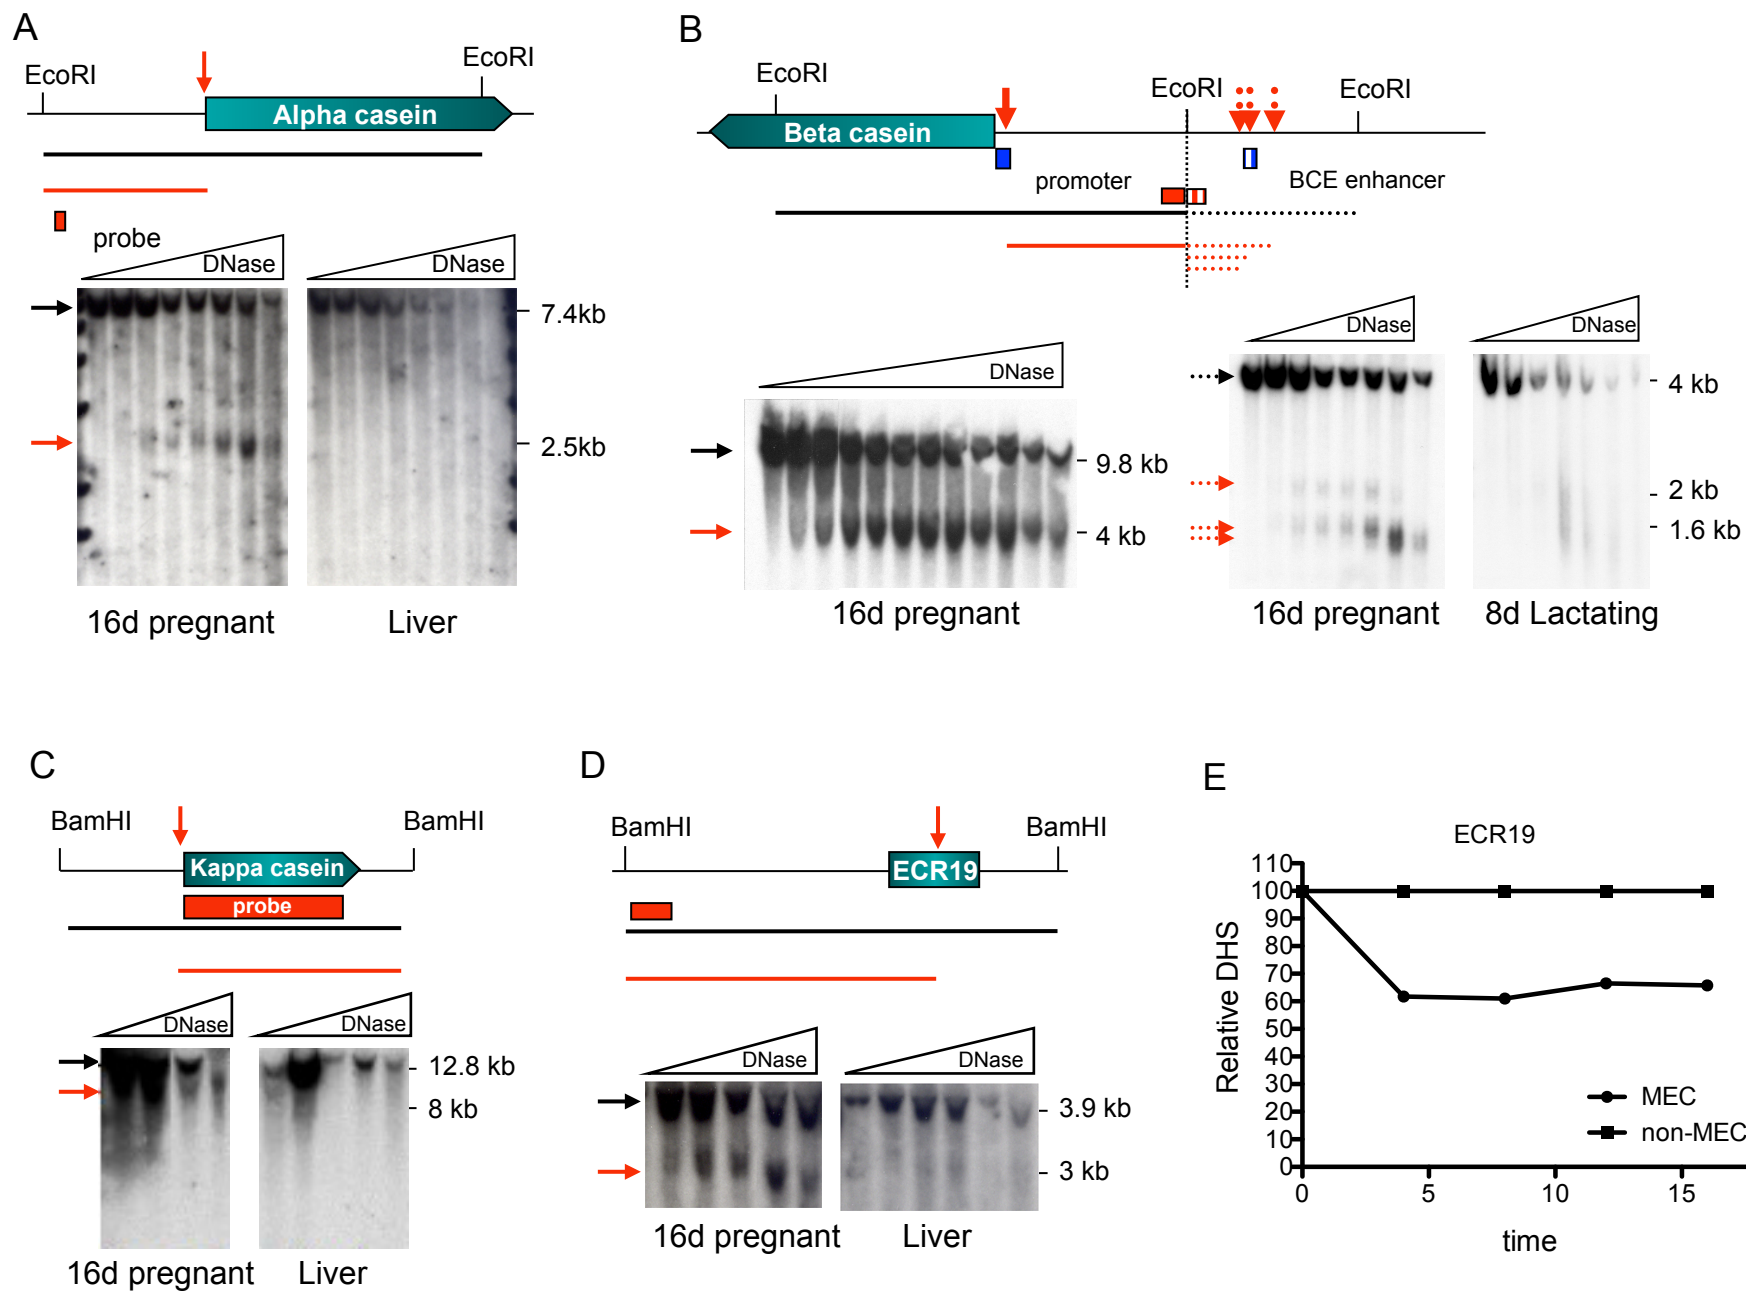 A
EcoRI
EcoRI
Alpha casein
probe
DNase
DNase
7.4kb
2.5kb
16d pregnant
Liver
B
EcoRI
EcoRI
EcoRI
Beta casein
promoter
BCE enhancer
DNase
9.8 kb
4 kb
16d pregnant
DNase
DNase
4 kb
2 kb
1.6 kb
16d pregnant
8d Lactating
C
BamHI
BamHI
Kappa casein
probe
DNase
DNase
12.8 kb
8 kb
16d pregnant
Liver
D
BamHI
BamHI
ECR19
DNase
DNase
3.9 kb
3 kb
16d pregnant
Liver
E
ECR19
110
100
90
80
70
60
50
40
30
20
10
0
Relative DHS
MEC
non-MEC
0
5
10
15
time